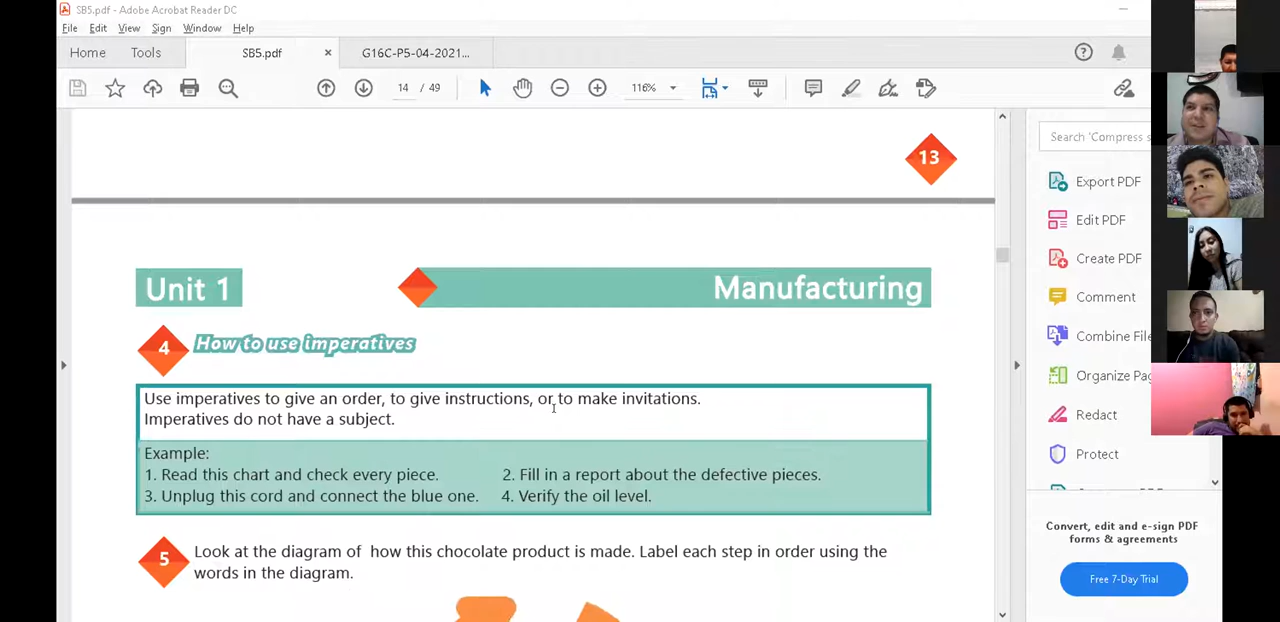 SB5.pdf - Adobe Acrobat Reader DC
File Edit View Sign Window Help
Home Tools SB5.pdf × G16C-P5-04-2021...
14 / 49 116%
Search 'Compress
13
Export PDF
Edit PDF
Create PDF
Comment
Combine File
Organize Pag
Redact
Protect
Unit 1 Manufacturing
4 How to use imperatives
Use imperatives to give an order, to give instructions, or to make invitations.
Imperatives do not have a subject.
Example:
1. Read this chart and check every piece. 2. Fill in a report about the defective pieces.
3. Unplug this cord and connect the blue one. 4. Verify the oil level.
5 Look at the diagram of how this chocolate product is made. Label each step in order using the
words in the diagram.
Convert, edit and e-sign PDF
forms & agreements
Free 7-Day Trial